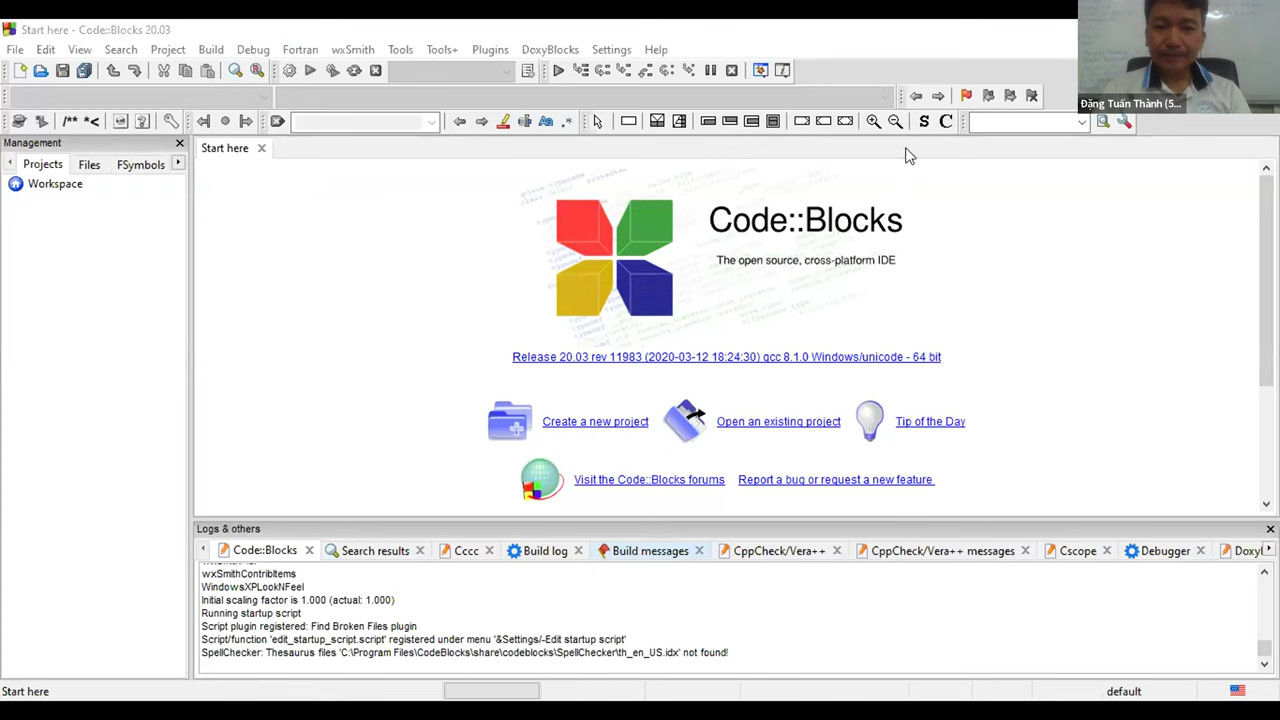 Start here - Code::Blocks 20.03
File Edit View Search Project Build Debug Fortran wxSmith Tools Tools+ Plugins DoxyBlocks Settings Help
Đặng Tuấn Thành (5...
/** *<
Aa .*
S C
Management
Projects Files FSymbols
Workspace
Start here
Code::Blocks
The open source, cross-platform IDE
Release 20.03 rev 11983 (2020-03-12 18:24:30) gcc 8.1.0 Windows/unicode - 64 bit
Create a new project Open an existing project Tip of the Day
Visit the Code::Blocks forums Report a bug or request a new feature
Logs & others
Code::Blocks Search results Cccc Build log Build messages CppCheck/Vera++ CppCheck/Vera++ messages Cscope Debugger Doxyl
wxSmithContribItems
WindowsXPLookNFeel
Initial scaling factor is 1.000 (actual: 1.000)
Running startup script
Script plugin registered: Find Broken Files plugin
Script/function 'edit_startup_script.script' registered under menu '&Settings/-Edit startup script'
SpellChecker: Thesaurus files 'C:\Program Files\CodeBlocks\share\codeblocks\SpellChecker\th_en_US.idx' not found!
Start here default